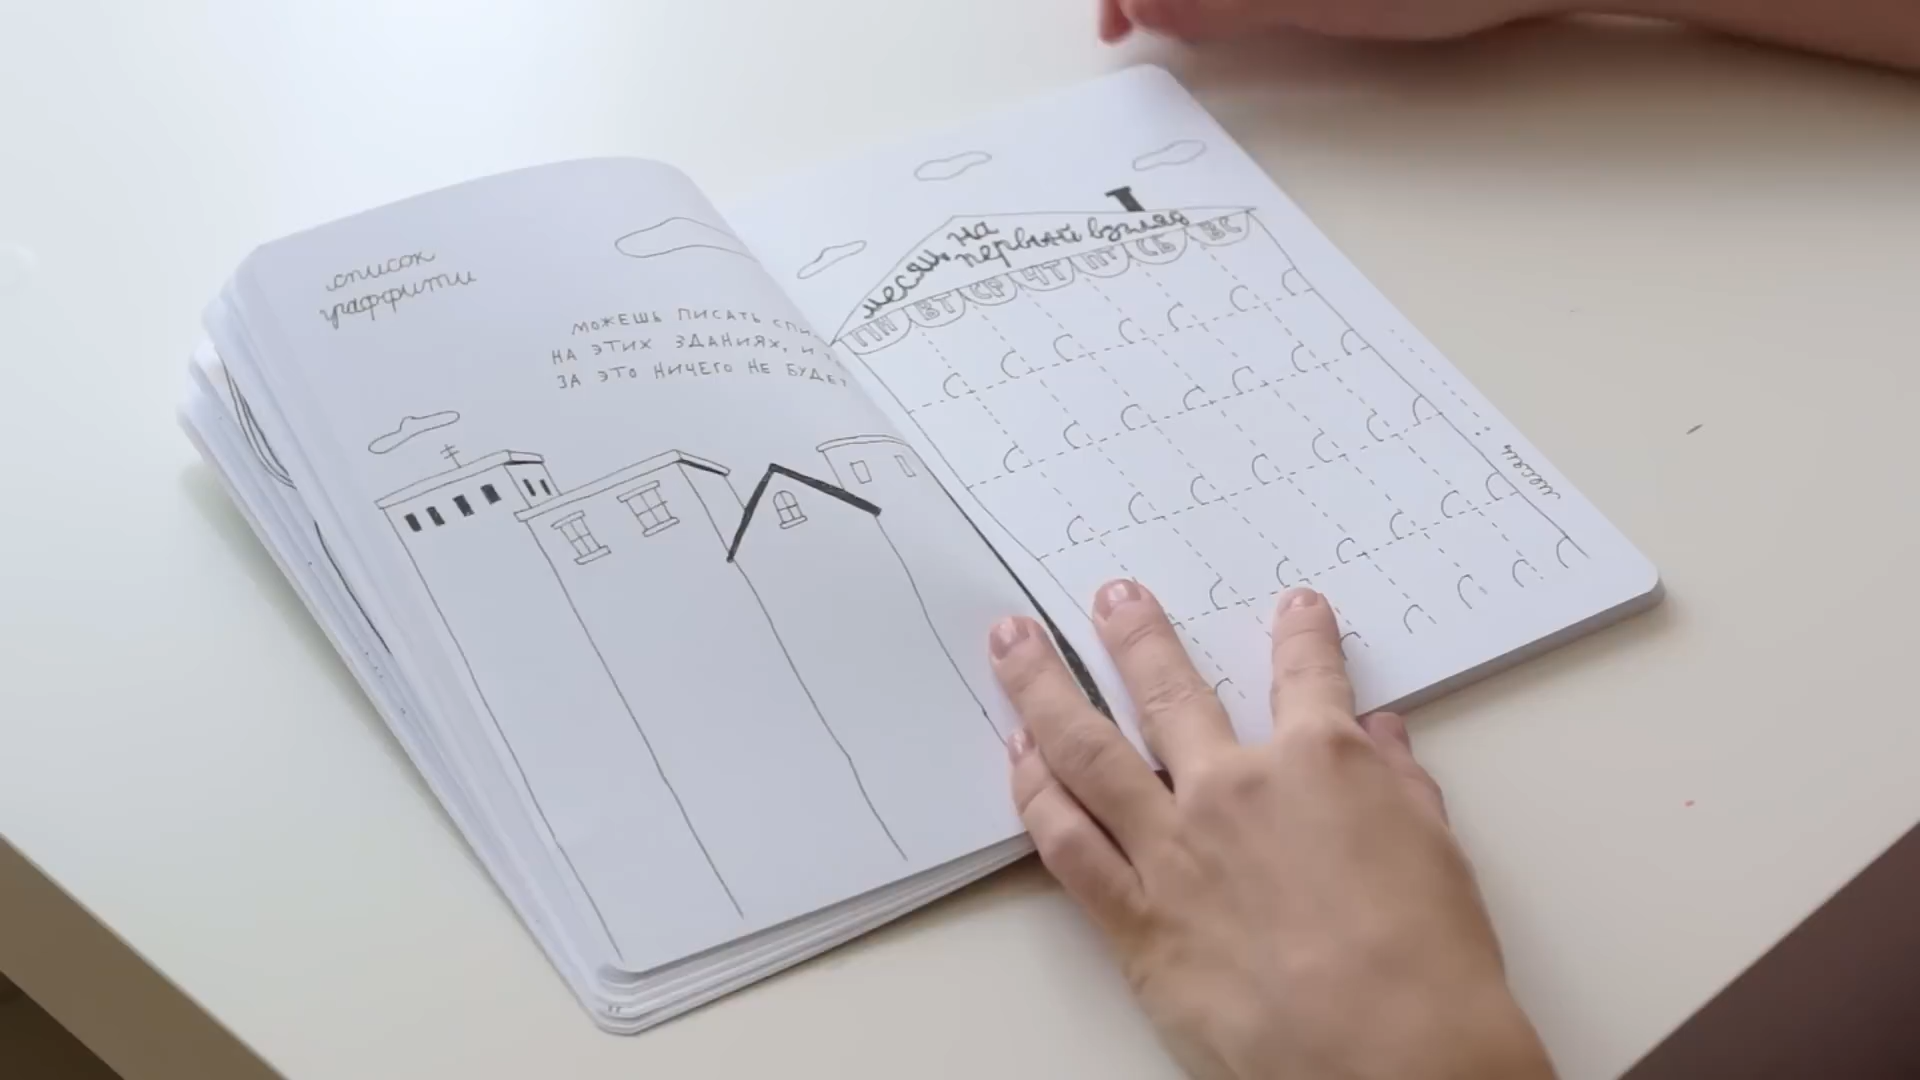 список
граффити
МОЖЕШЬ ПИСАТЬ
НА ЭТИХ ЗДАНИЯХ, И
ЗА ЭТО НИЧЕГО НЕ БУДЕТ
месяц на
первый взгляд
ПН ВТ СР ЧТ ПТ СБ ВС
месяц: